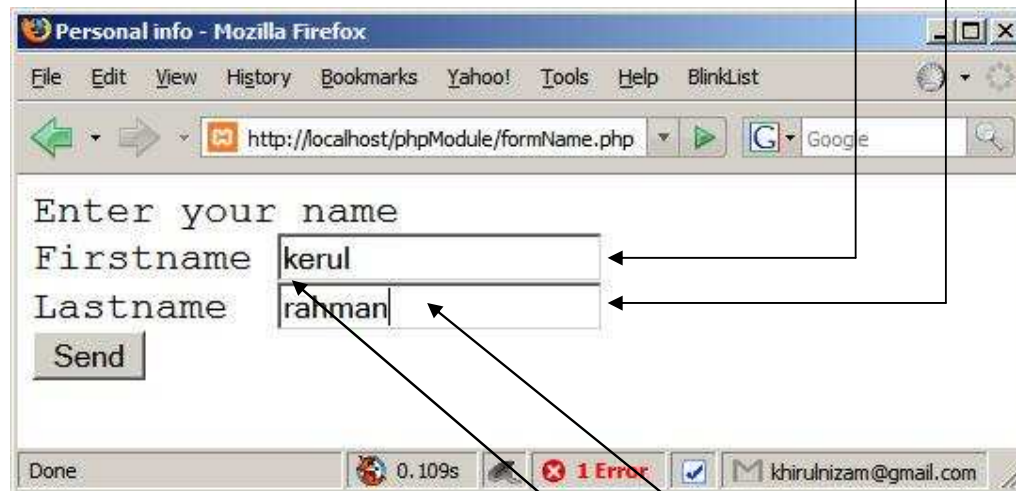 Personal info - Mozilla Firefox
File Edit View History Bookmarks Yahoo! Tools Help BlinkList
http://localhost/phpModule/formName.php G Google
Enter your name
Firstname kerul
Lastname rahman
Send
Done 0.109s 1 Error khirulnizam@gmail.com